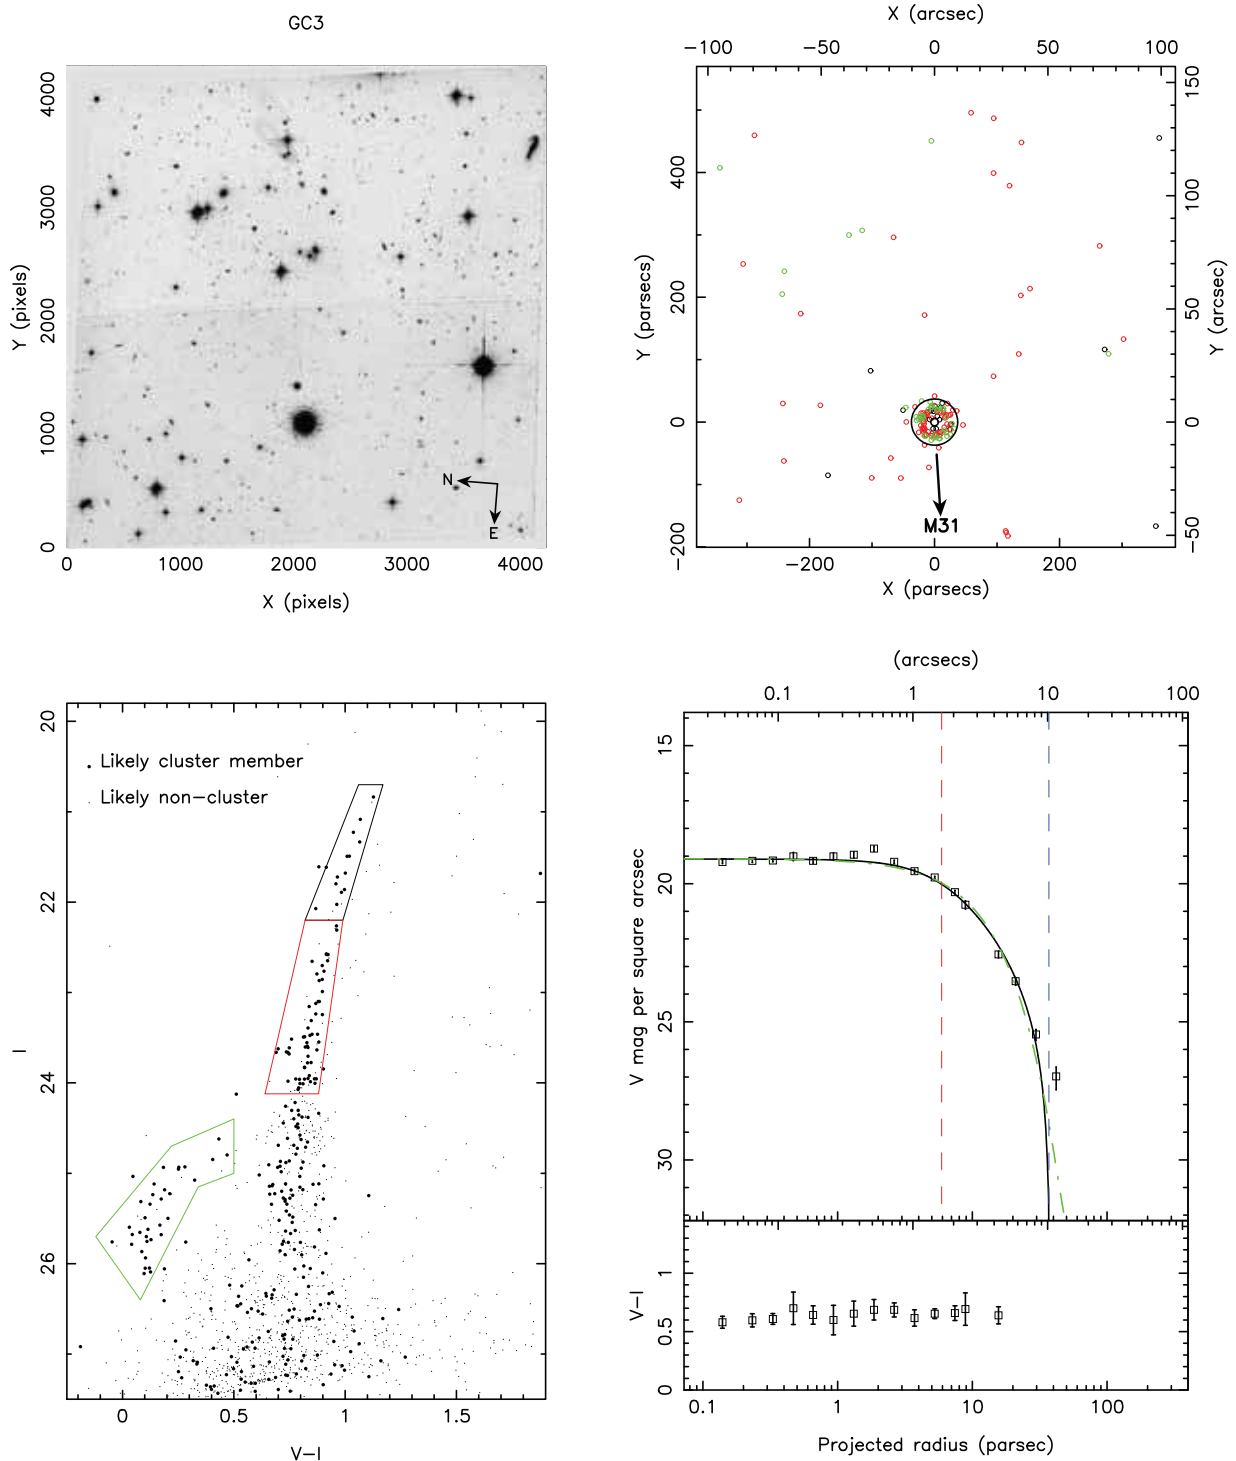 GC3
4000
3000
2000
1000
0
Y (pixels)
0 1000 2000 3000 4000
X (pixels)
N
E
X (arcsec)
−100 −50 0 50 100
400
200
0
−200
Y (parsecs)
150
100
50
0
−50
Y (arcsec)
M31
−200 0 200
X (parsecs)
20
22
24
26
I
Likely cluster member
Likely non−cluster
0 0.5 1 1.5
V−I
(arcsecs)
0.1 1 10 100
15
20
25
30
V mag per square arcsec
1
0.5
0
V−I
0.1 1 10 100
Projected radius (parsec)